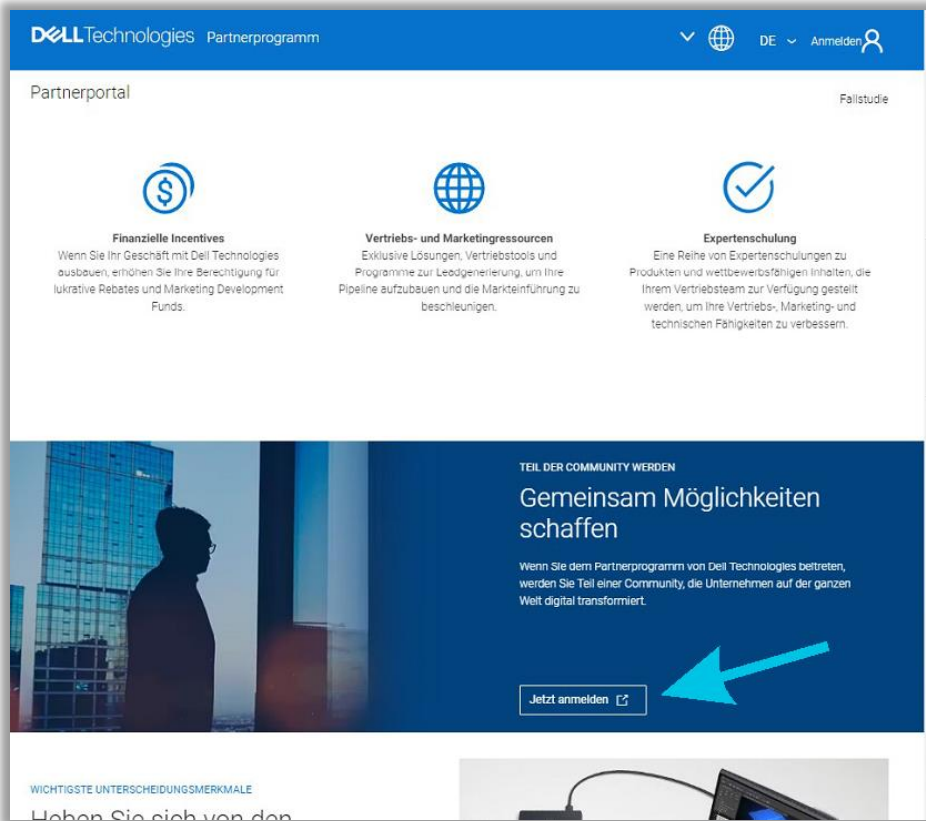 DELLTechnologies Partnerprogramm
DE Anmelden
Partnerportal
Fallstudie
Finanzielle Incentives
Wenn Sie Ihr Geschäft mit Dell Technologies
ausbauen, erhöhen Sie Ihre Berechtigung für
lukrative Rebates und Marketing Development
Funds.
Vertriebs- und Marketingressourcen
Exklusive Lösungen, Vertriebstools und
Programme zur Leadgenerierung, um Ihre
Pipeline aufzubauen und die Markteinführung zu
beschleunigen.
Expertenschulung
Eine Reihe von Expertenschulungen zu
Produkten und wettbewerbsfähigen Inhalten, die
Ihrem Vertriebsteam zur Verfügung gestellt
werden, um Ihre Vertriebs-, Marketing- und
technischen Fähigkeiten zu verbessern.
TEIL DER COMMUNITY WERDEN
Gemeinsam Möglichkeiten
schaffen
Wenn Sie dem Partnerprogramm von Dell Technologies beitreten,
werden Sie Teil einer Community, die Unternehmen auf der ganzen
Welt digital transformiert.
Jetzt anmelden
WICHTIGSTE UNTERSCHEIDUNGSMERKMALE
Heben Sie sich von den